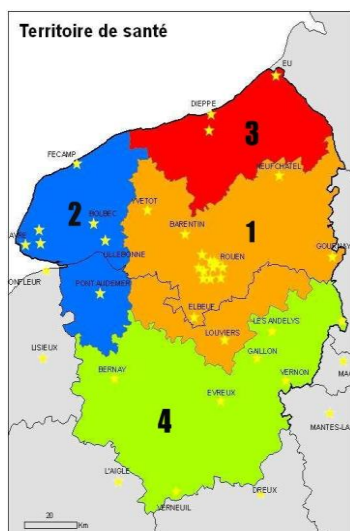 Territoire de santé
EU
DIEPPE
3
NEUFCHATEL
FECAMP
2
YVETOT
BOLBEC
BARENTIN
1
LILLEBONNE
ROUEN
GOURNAY
HONFLEUR
PONT AUDEMER
ELBEUF
LOUVIERS
LES ANDELYS
LISIEUX
GAILLON
BERNAY
VERNON
4
EVREUX
MANTES-LA
L'AIGLE
VERNEUIL
DREUX
20
Km